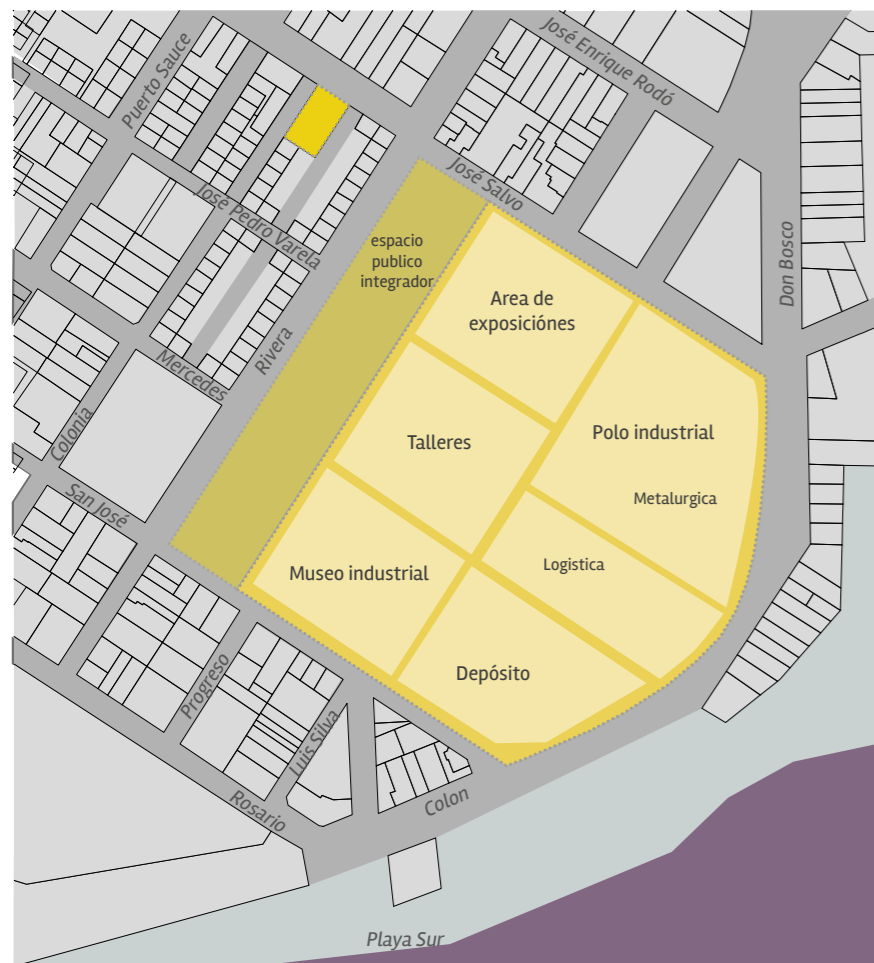 José Enrique Rodó
Puerto Sauce
José Salvo
José Pedro Varela
espacio
publico
integrador
Don Bosco
Area de
exposiciónes
Rivera
Mercedes
Talleres
Polo industrial
Colonia
Metalurgica
San José
Logistica
Museo industrial
Depósito
Progreso
Luis Silva
Rosario
Colon
Playa Sur